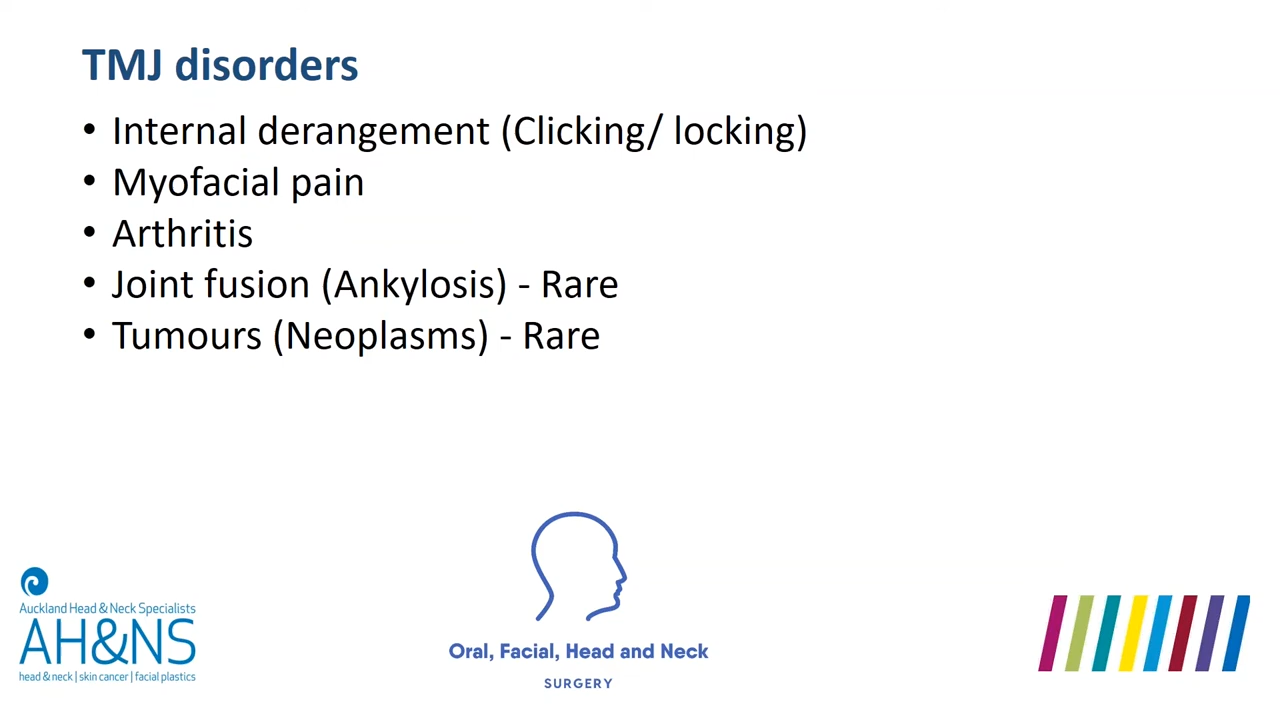 TMJ disorders
• Internal derangement (Clicking/ locking)
• Myofacial pain
• Arthritis
• Joint fusion (Ankylosis) - Rare
• Tumours (Neoplasms) - Rare
Auckland Head & Neck Specialists
AH&NS
head & neck | skin cancer | facial plastics
Oral, Facial, Head and Neck
SURGERY